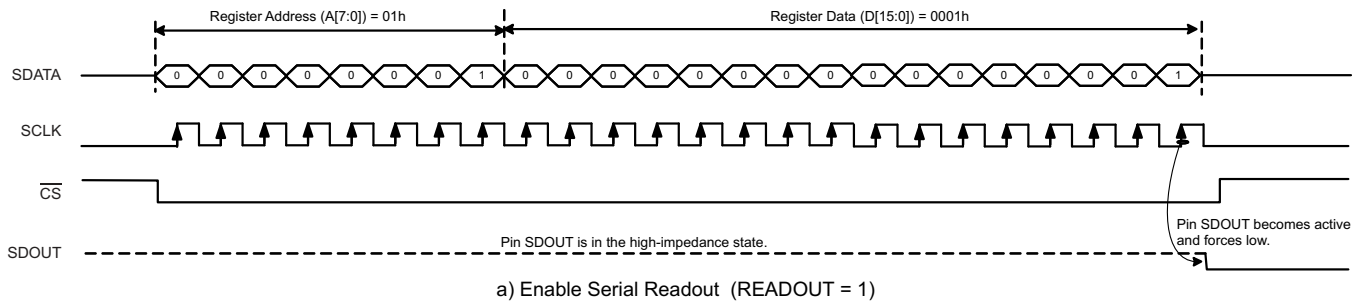 Register Address (A[7:0]) = 01h Register Data (D[15:0]) = 0001h
SDATA 0 0 0 0 0 0 0 1 0 0 0 0 0 0 0 0 0 0 0 0 0 0 0 1
SCLK
CS
Pin SDOUT becomes active
and forces low.
SDOUT Pin SDOUT is in the high-impedance state.
a) Enable Serial Readout (READOUT = 1)